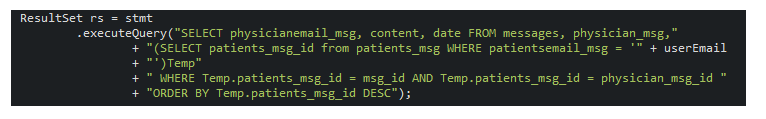 ResultSet rs = stmt
.executeQuery("SELECT physicianemail_msg, content, date FROM messages, physician_msg,"
+ "(SELECT patients_msg_id from patients_msg WHERE patientsemail_msg = '" + userEmail
+ "')Temp"
+ " WHERE Temp.patients_msg_id = msg_id AND Temp.patients_msg_id = physician_msg_id "
+ "ORDER BY Temp.patients_msg_id DESC");